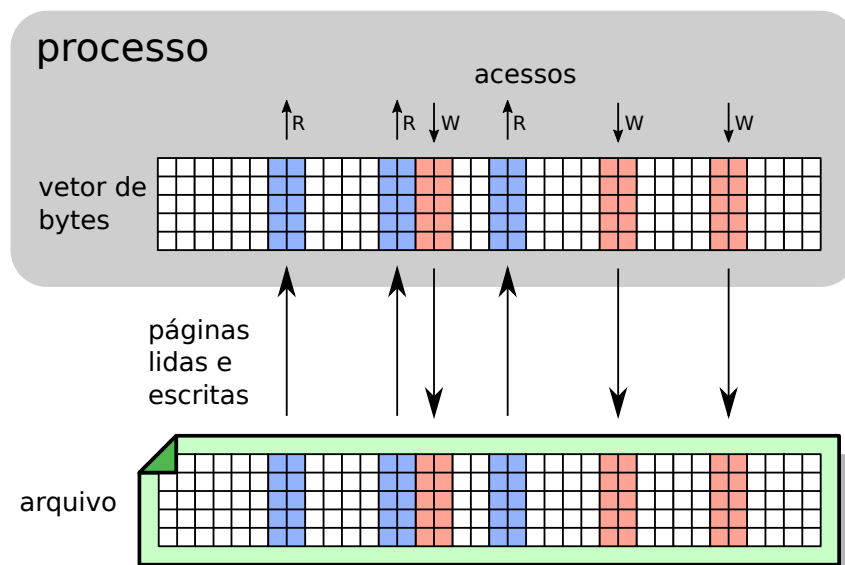 processo
acessos
R
R
W
R
W
W
vetor de
bytes
páginas
lidas e
escritas
arquivo